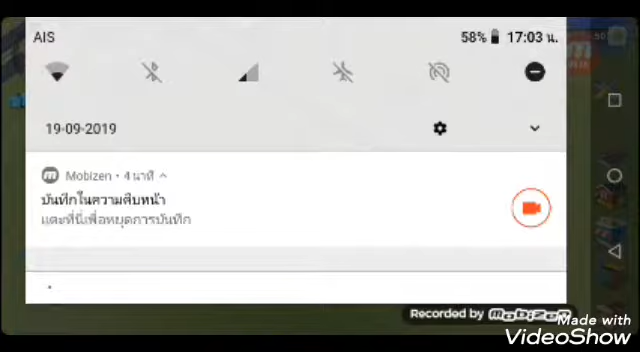 AIS
58% 17:03 น.
19-09-2019
Mobizen • 4 นาที
บันทึกในความคืบหน้า
แตะที่นี่เพื่อหยุดการบันทึก
Recorded by mobizen
Made with
VideoShow